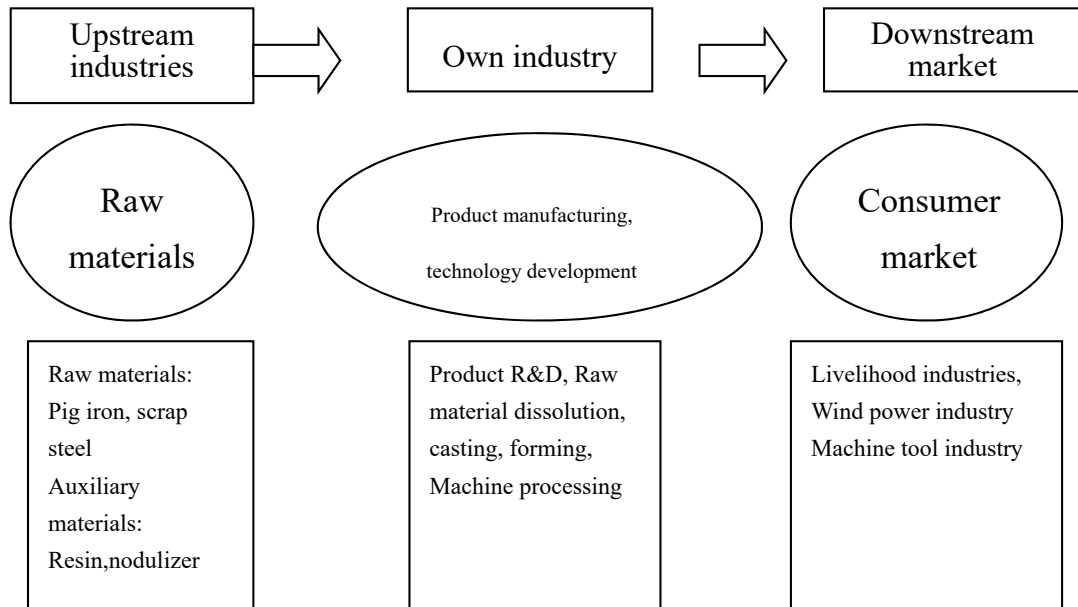 Upstream
industries
Own industry
Downstream
market
Raw
materials
Product manufacturing,
technology development
Consumer
market
Raw materials:
Pig iron, scrap
steel
Auxiliary
materials:
Resin,nodulizer
Product R&D, Raw
material dissolution,
casting, forming,
Machine processing
Livelihood industries,
Wind power industry
Machine tool industry